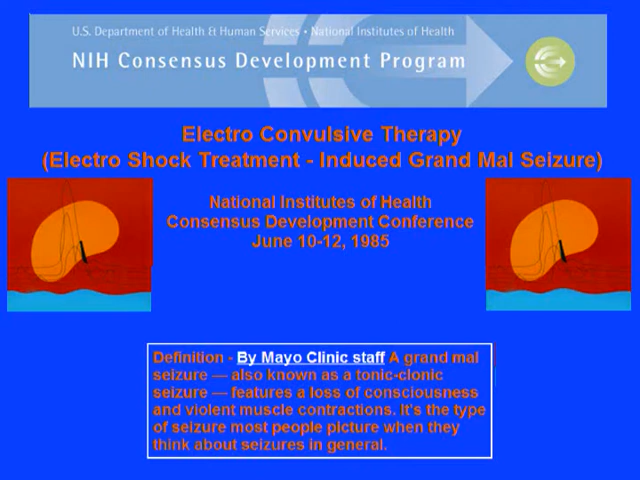 U.S. Department of Health & Human Services • National Institutes of Health
NIH Consensus Development Program
Electro Convulsive Therapy
(Electro Shock Treatment - Induced Grand Mal Seizure)
National Institutes of Health
Consensus Development Conference
June 10-12, 1985
Definition - By Mayo Clinic staff A grand mal
seizure — also known as a tonic-clonic
seizure — features a loss of consciousness
and violent muscle contractions. It's the type
of seizure most people picture when they
think about seizures in general.